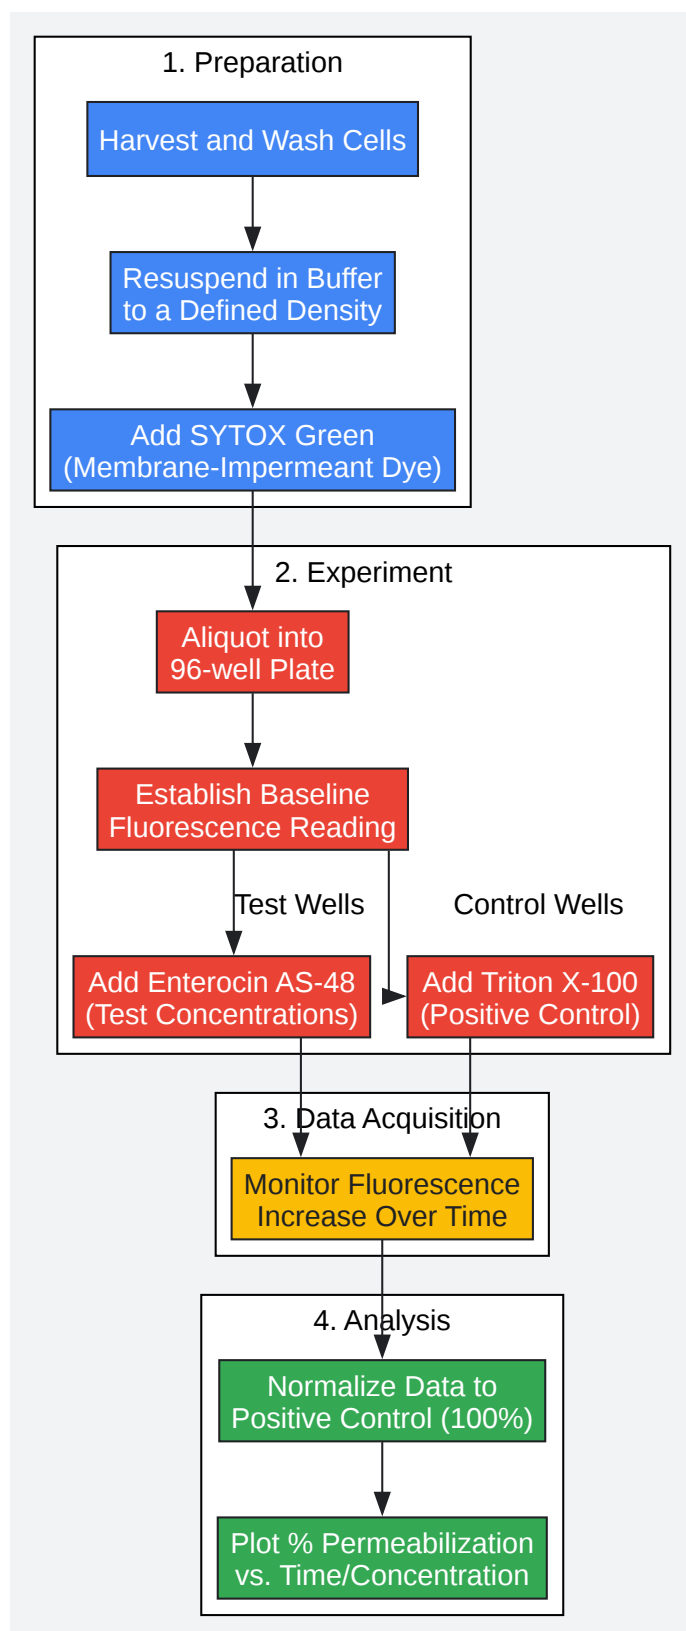 1. Preparation
Harvest and Wash Cells
Resuspend in Buffer
to a Defined Density
Add SYTOX Green
(Membrane-Impermeant Dye)
2. Experiment
Aliquot into
96-well Plate
Establish Baseline
Fluorescence Reading
Test Wells
Control Wells
Add Enterocin AS-48
(Test Concentrations)
Add Triton X-100
(Positive Control)
3. Data Acquisition
Monitor Fluorescence
Increase Over Time
4. Analysis
Normalize Data to
Positive Control (100%)
Plot % Permeabilization
vs. Time/Concentration